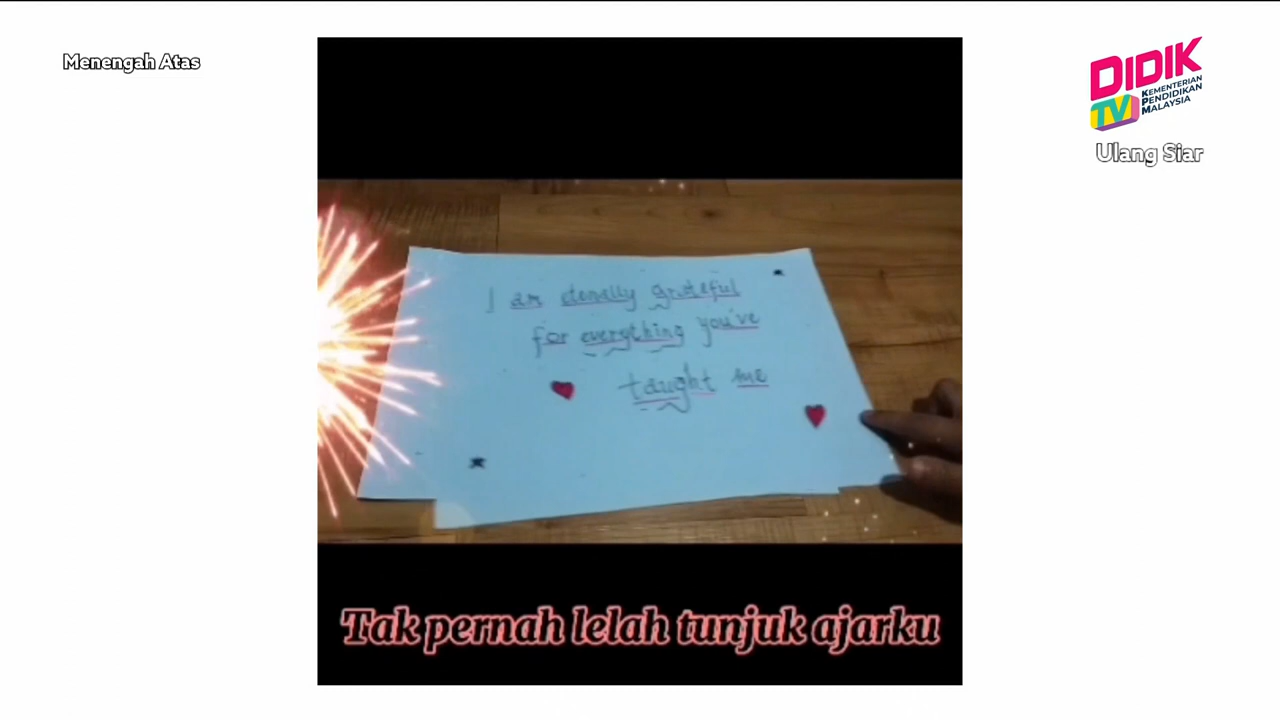 Menengah Atas
DIDIK
TV
KEMENTERIAN
PENDIDIKAN
MALAYSIA
Ulang Siar
I am eternally grateful
for everything you've
taught me
Tak pernah lelah tunjuk ajarku